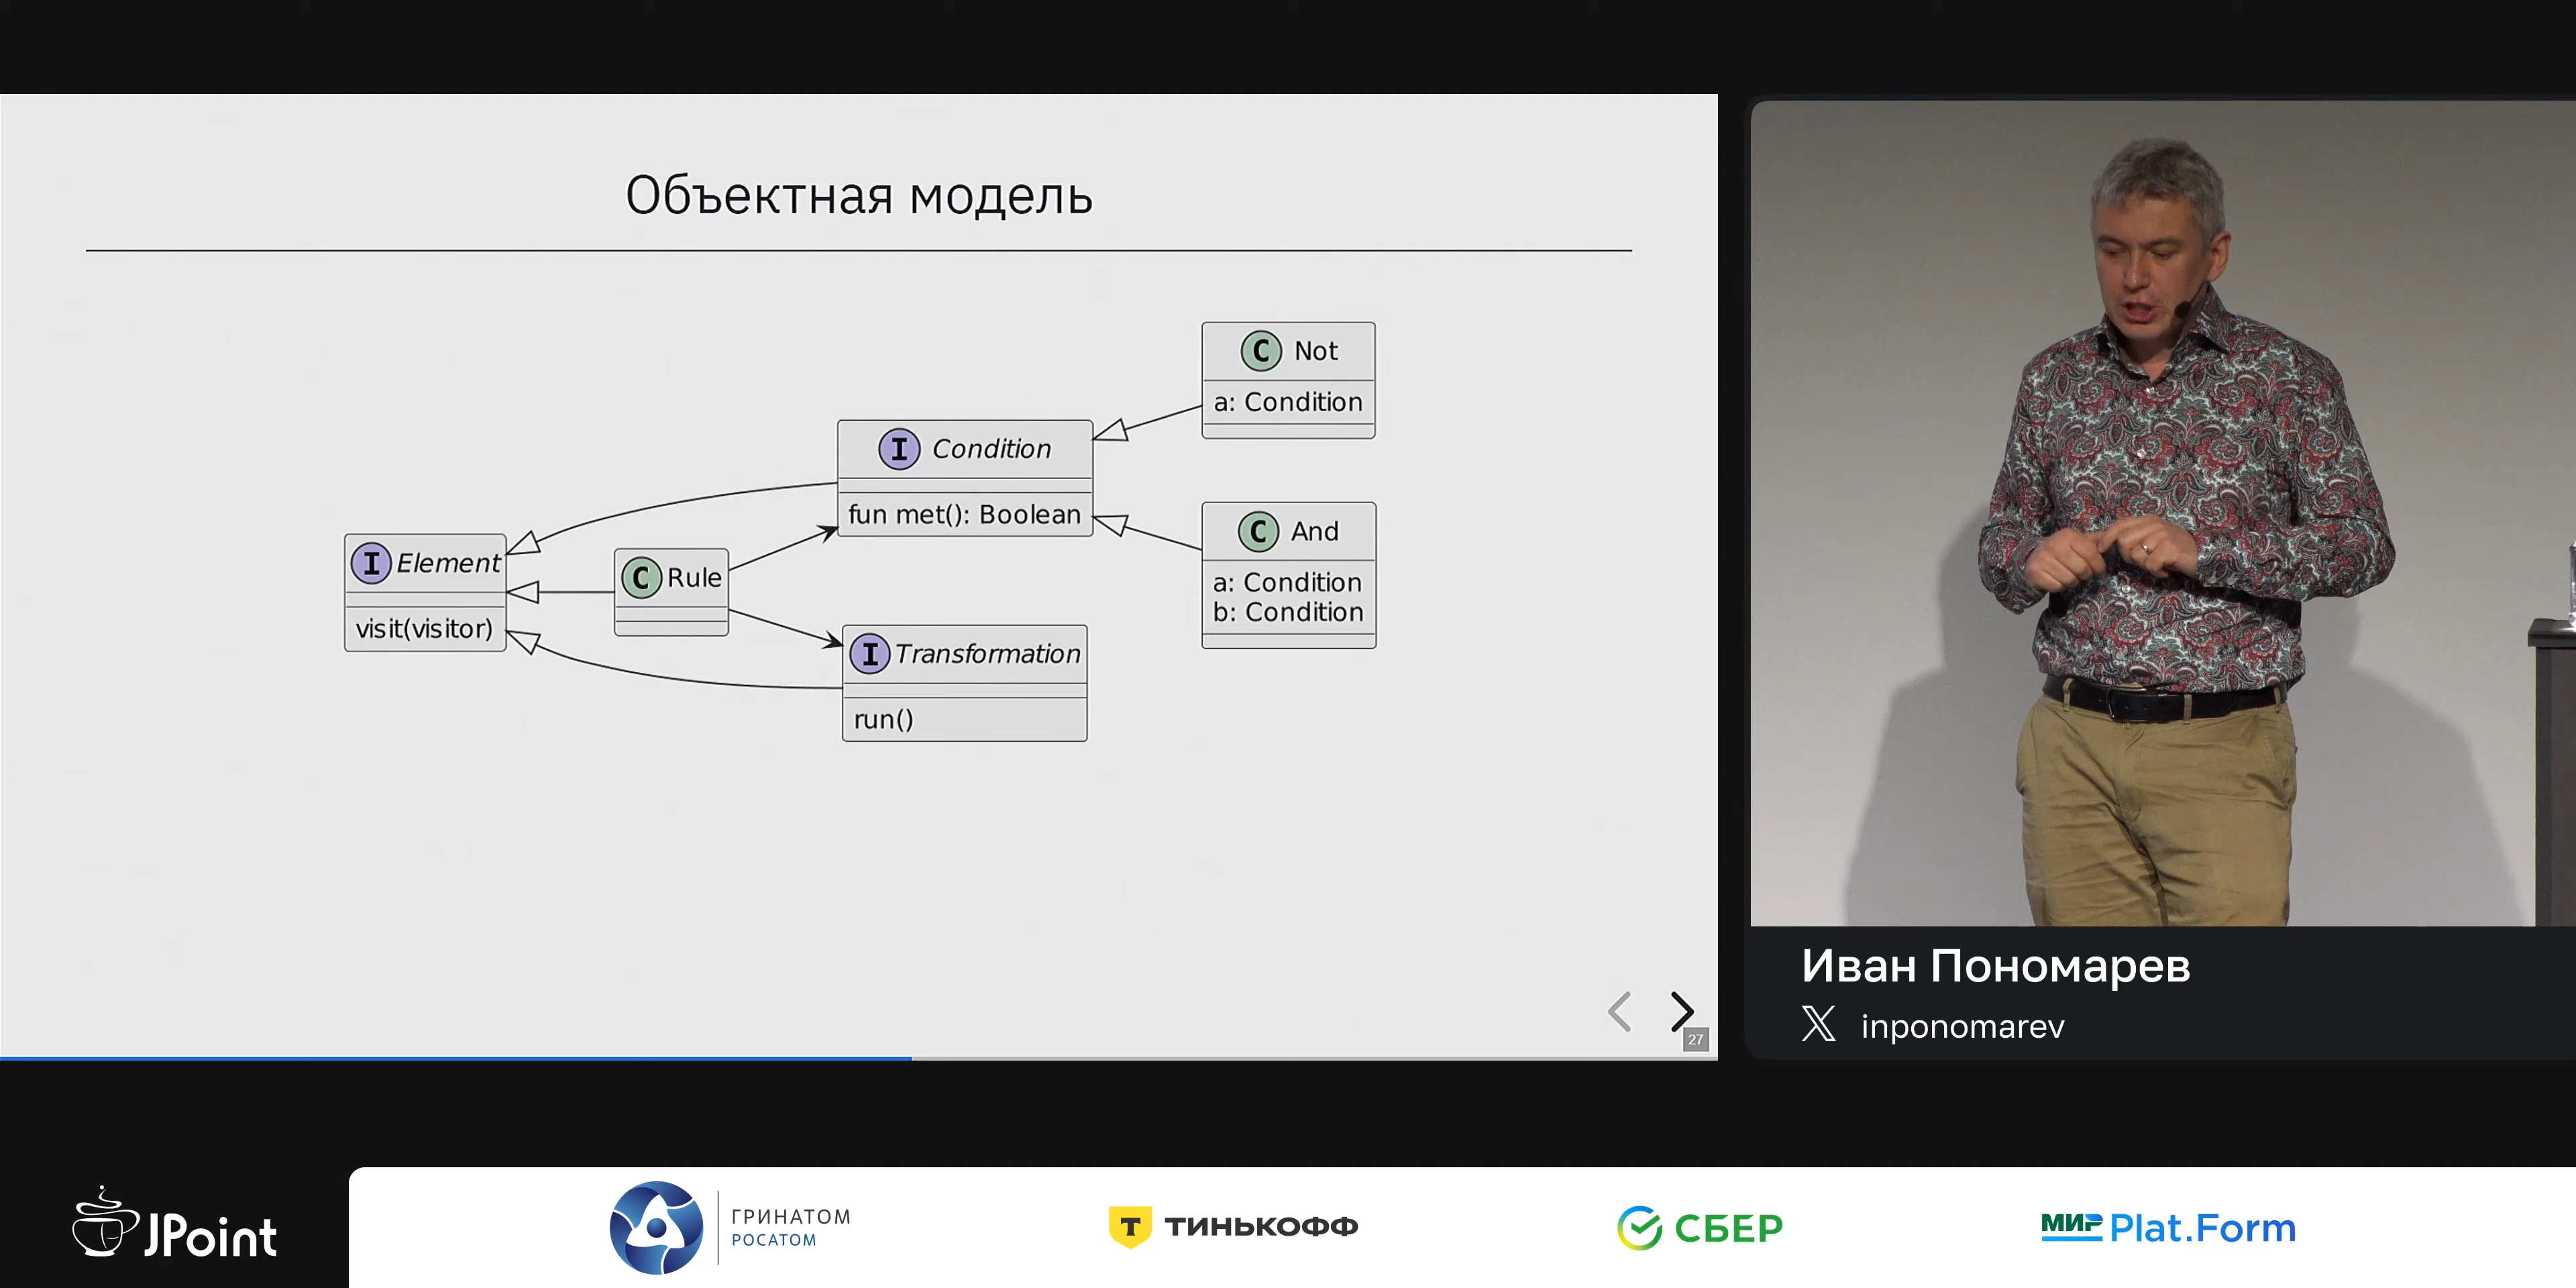 Объектная модель
C Not
a: Condition
I Condition
fun met(): Boolean
C And
a: Condition
b: Condition
I Element
visit(visitor)
C Rule
I Transformation
run()
27
Иван Пономарев
X inponomarev
JPoint
ГРИНАТОМ
РОСАТОМ
Т ТИНЬКОФФ
СБЕР
МИР Plat.Form